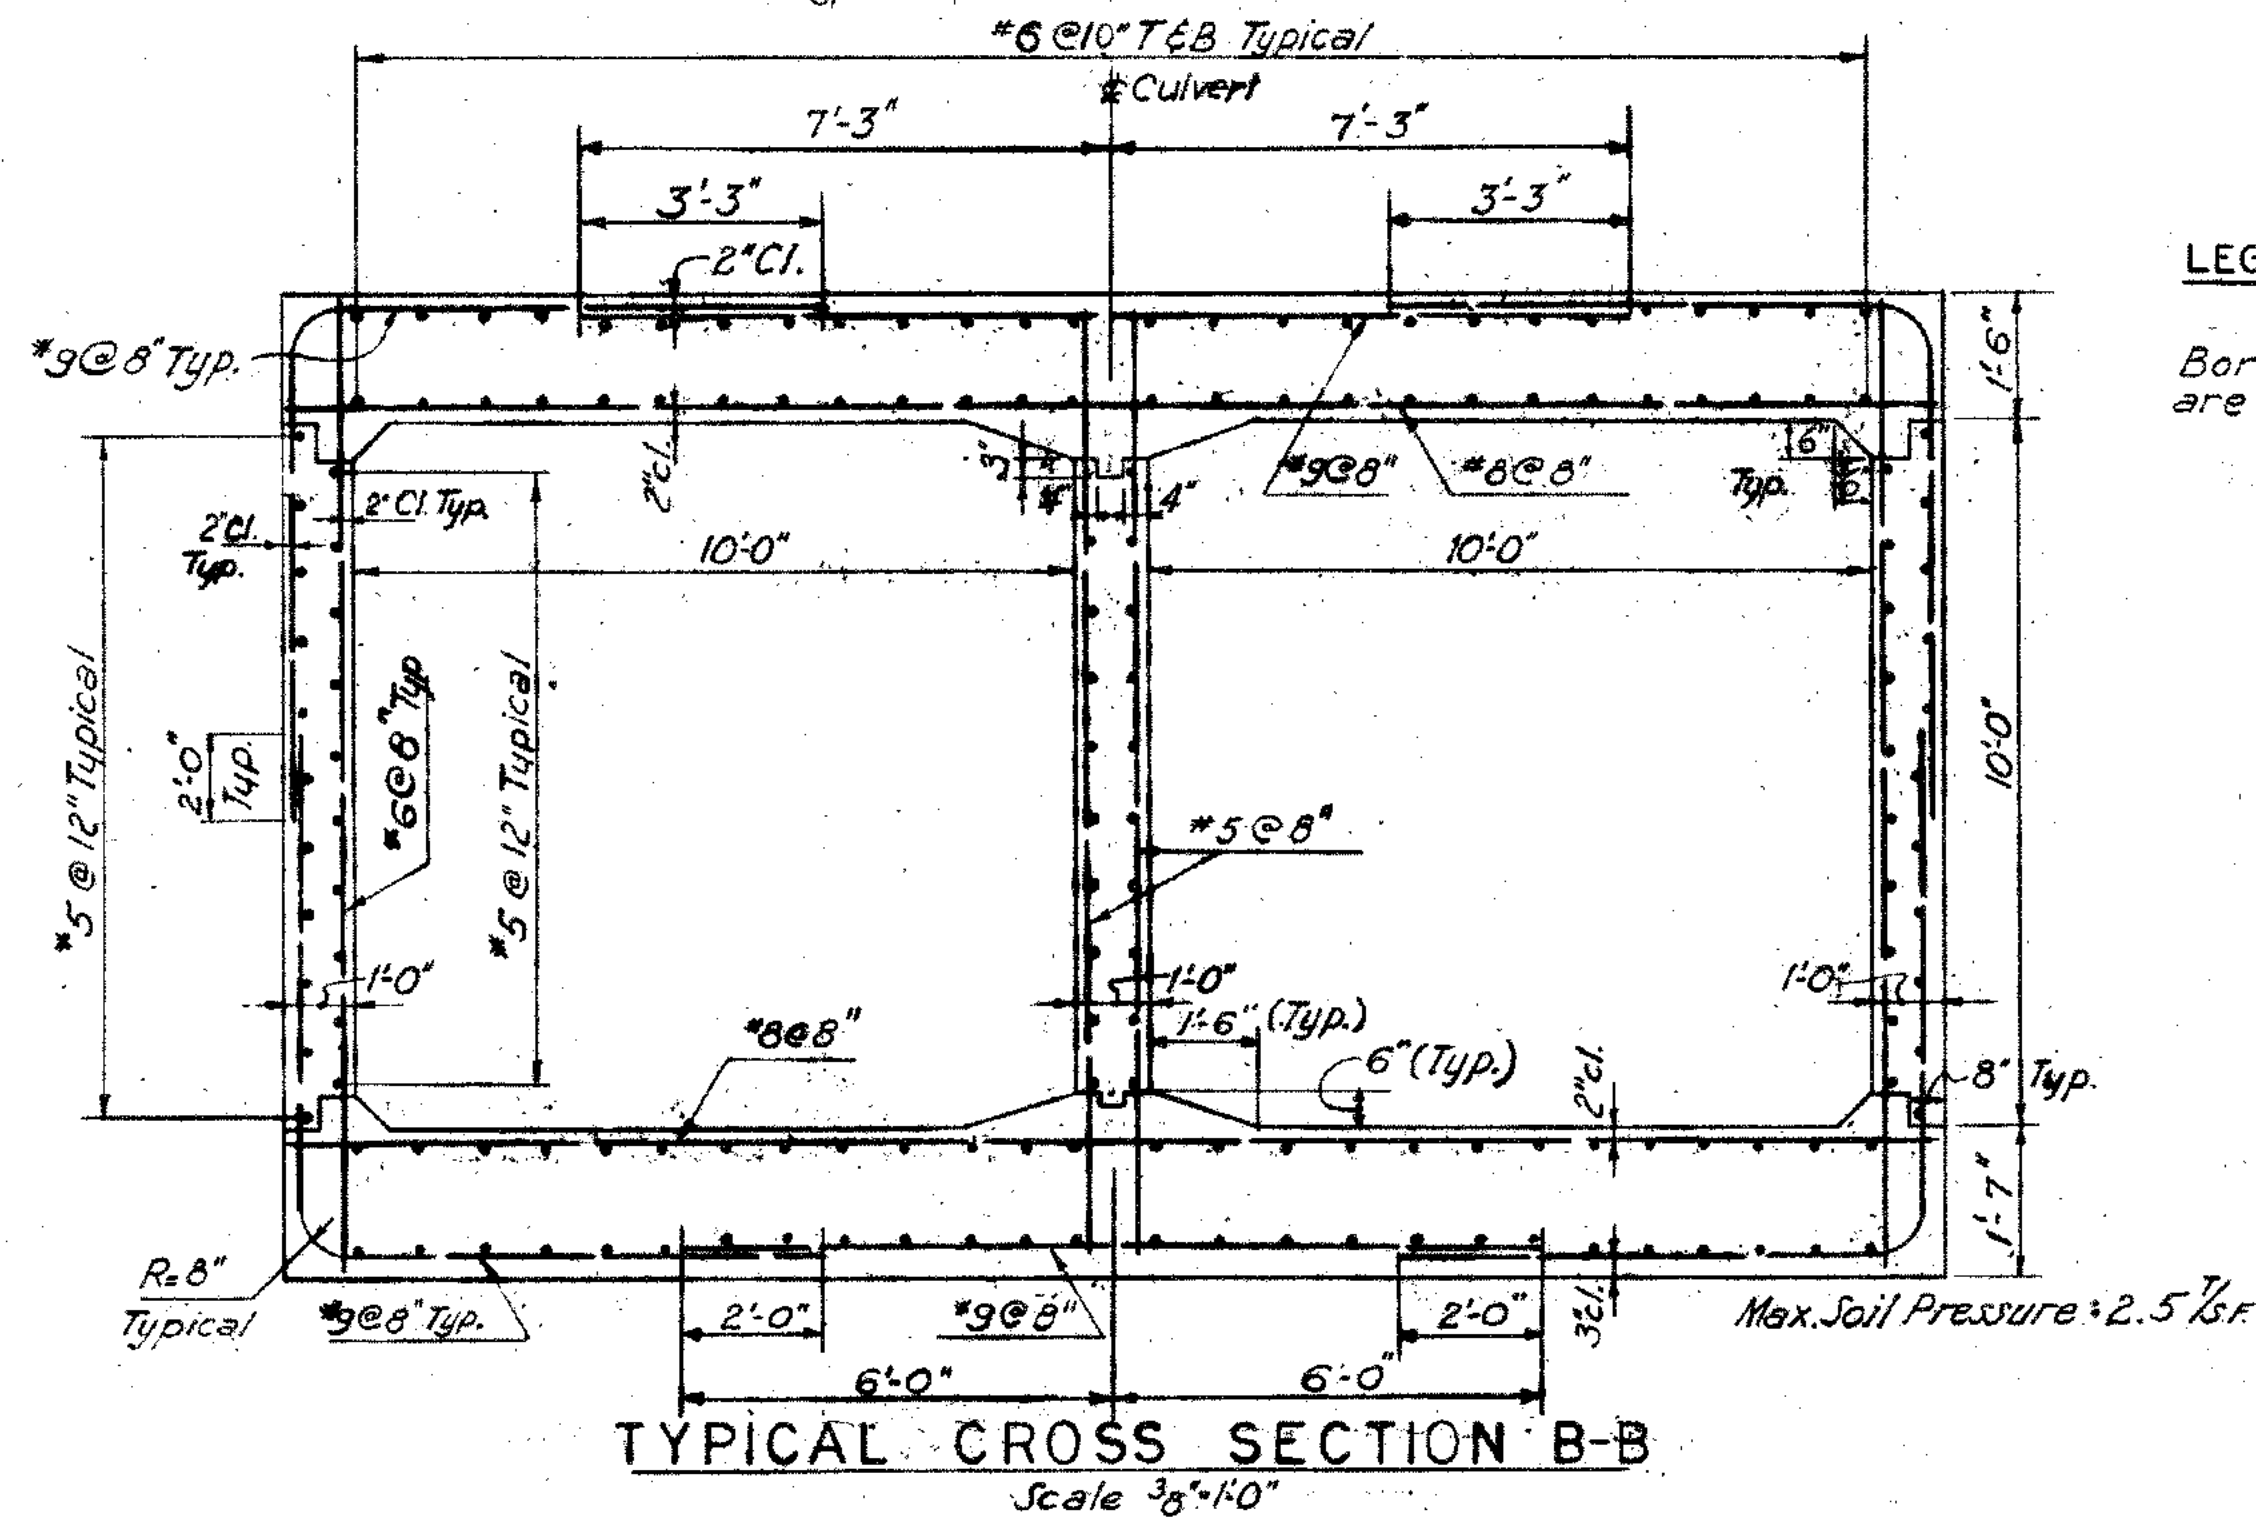 #6 @10" T&B Typical
℄ Culvert
7'-3" 7'-3"
3'-3" 3'-3"
2"Cl.
LEG
#9@8" Typ.
1'-6"
Bor
are
2"cl.
3"
4" 4"
#9@8" #8@8"
6"
Typ.
6"
2"Cl.
Typ.
2"Cl. Typ.
10'-0" 10'-0"
#5 @ 12" Typical
2'-0"
Typ.
#6@8" Typ
#5 @ 12" Typical
#5 @ 8"
10'-0"
1'-0" 1'-0" 1'-0"
#8@8"
1'-6" (Typ.)
6" (Typ.)
2"cl.
8" Typ.
1'-7"
R=8"
Typical
#9@8" Typ.
2'-0"
#9@8"
2'-0"
3"cl.
Max. Soil Pressure: 2.5 T/S.F.
6'-0" 6'-0"
TYPICAL CROSS SECTION B-B
Scale 3/8"=1'-0"